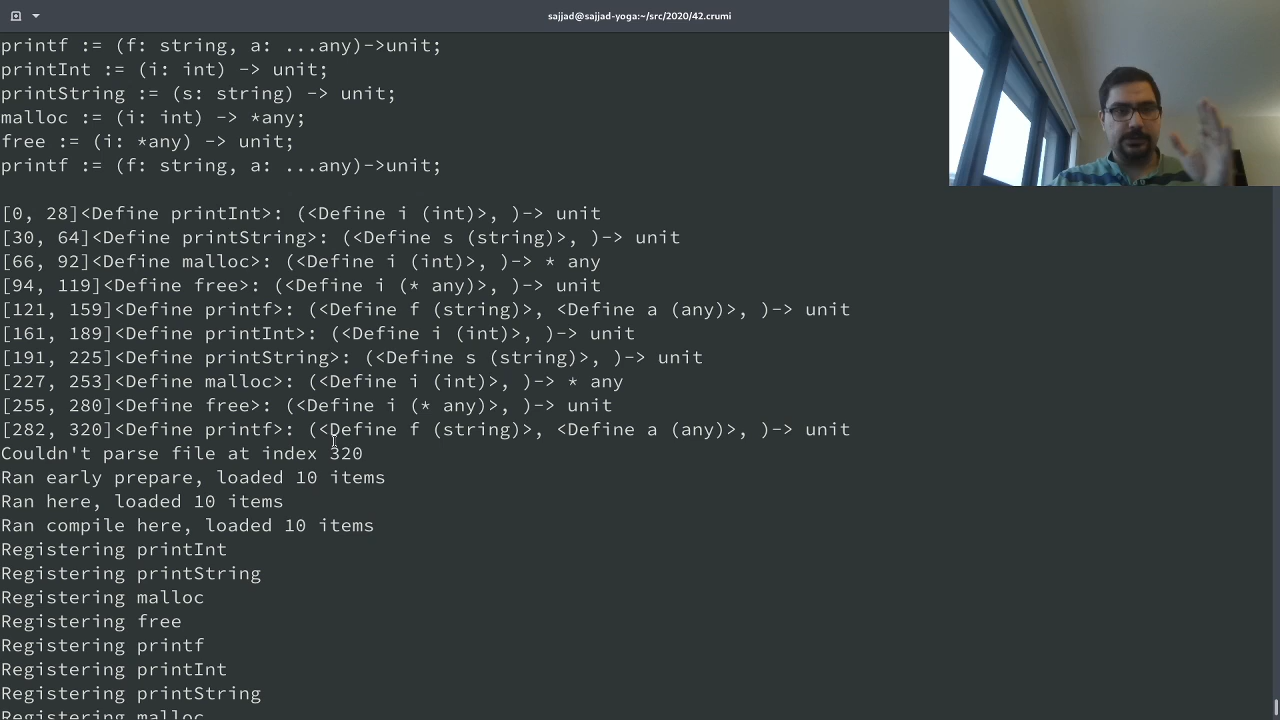 sajjad@sajjad-yoga:~/src/2020/42.crumi
printf := (f: string, a: ...any)->unit;
printInt := (i: int) -> unit;
printString := (s: string) -> unit;
malloc := (i: int) -> *any;
free := (i: *any) -> unit;
printf := (f: string, a: ...any)->unit;
[0, 28]<Define printInt>: (<Define i (int)>, )-> unit
[30, 64]<Define printString>: (<Define s (string)>, )-> unit
[66, 92]<Define malloc>: (<Define i (int)>, )-> * any
[94, 119]<Define free>: (<Define i (* any)>, )-> unit
[121, 159]<Define printf>: (<Define f (string)>, <Define a (any)>, )-> unit
[161, 189]<Define printInt>: (<Define i (int)>, )-> unit
[191, 225]<Define printString>: (<Define s (string)>, )-> unit
[227, 253]<Define malloc>: (<Define i (int)>, )-> * any
[255, 280]<Define free>: (<Define i (* any)>, )-> unit
[282, 320]<Define printf>: (<Define f (string)>, <Define a (any)>, )-> unit
Couldn't parse file at index 320
Ran early prepare, loaded 10 items
Ran here, loaded 10 items
Ran compile here, loaded 10 items
Registering printInt
Registering printString
Registering malloc
Registering free
Registering printf
Registering printInt
Registering printString
Registering malloc